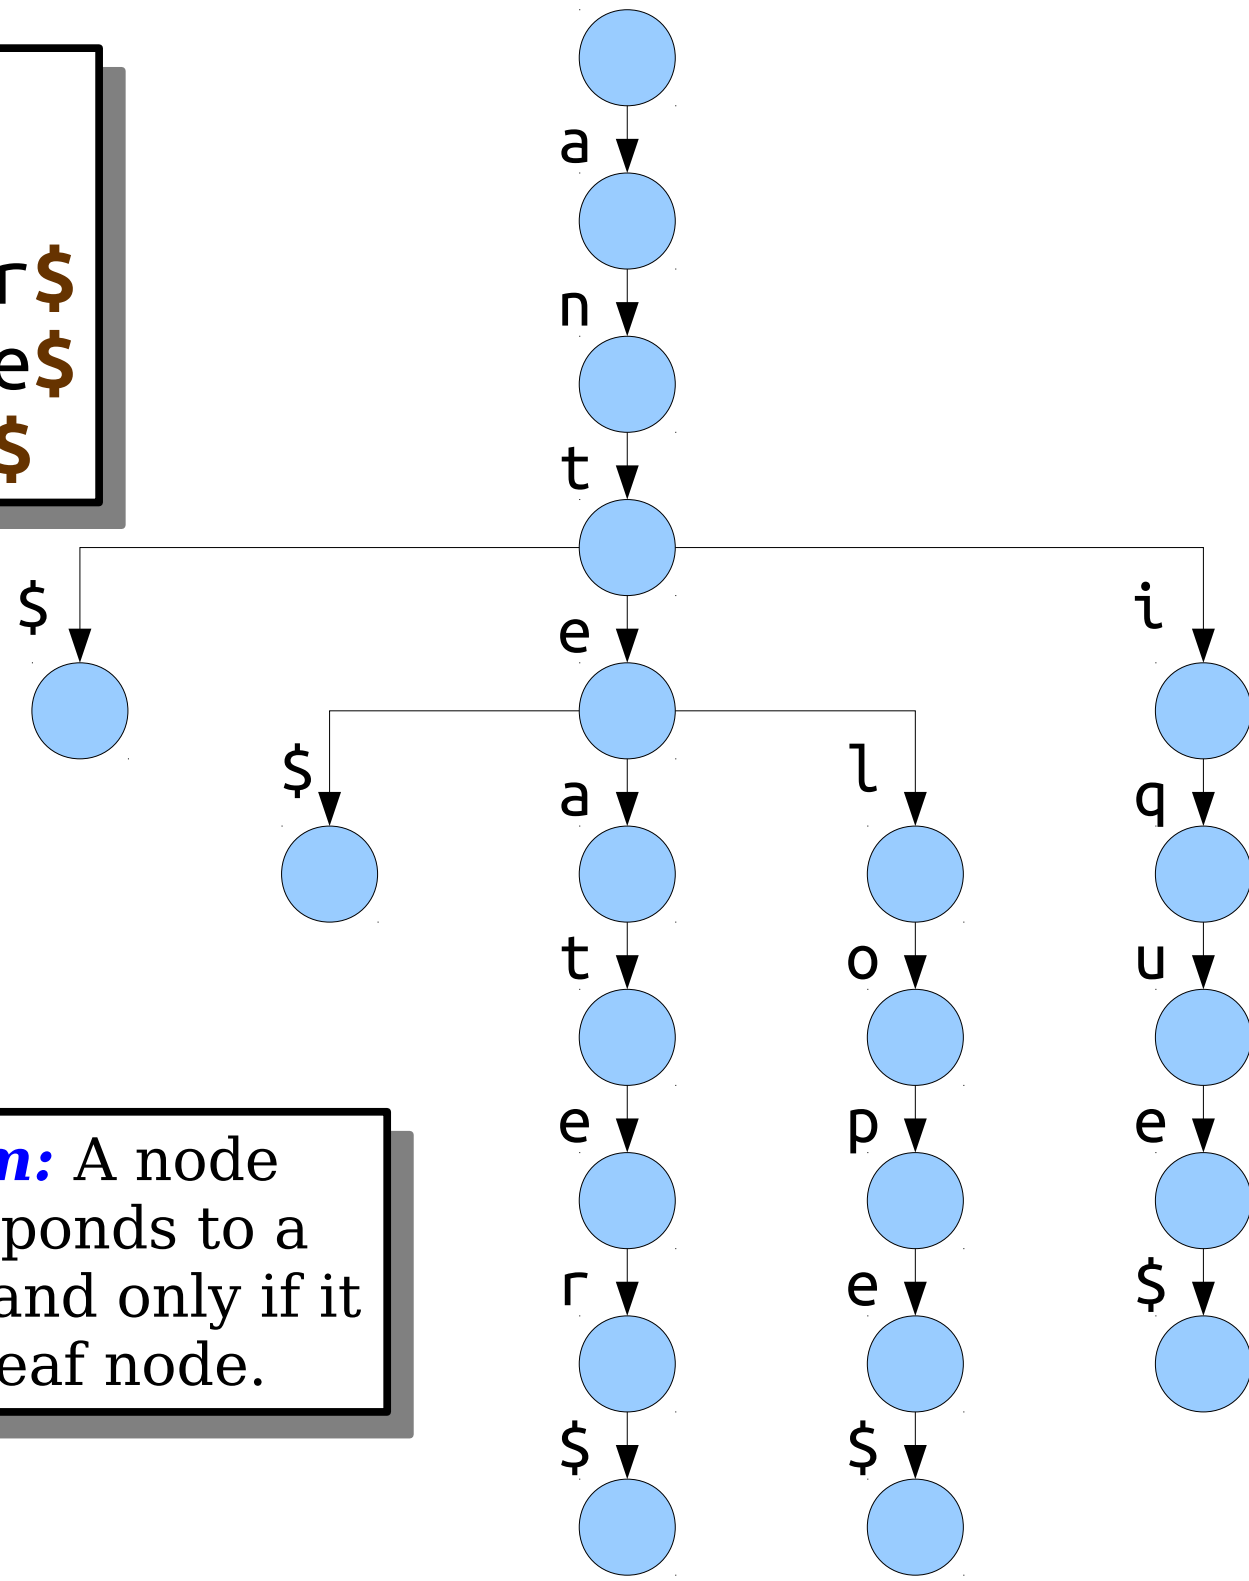 r$
e$
$
a
n
t
$
e
i
$
a
l
q
t
o
u
e
p
e
r
e
$
$
$
m: A node
ponds to a
and only if it
eaf node.